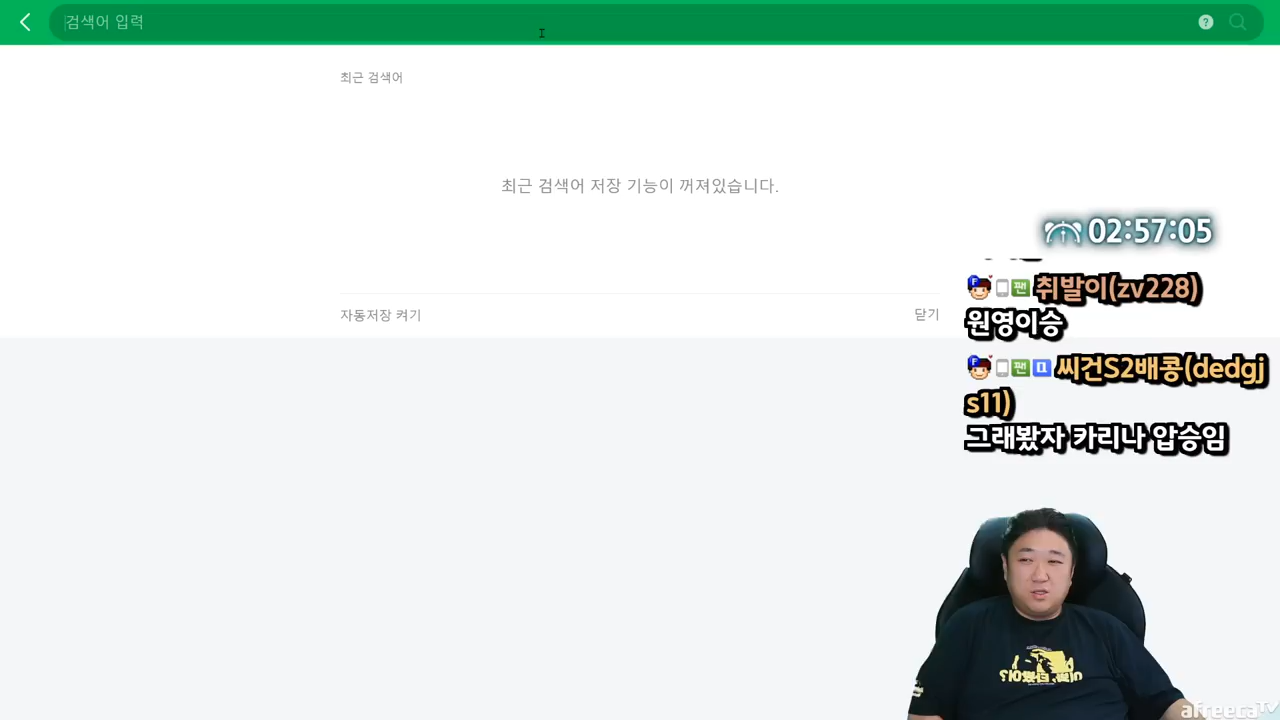 검색어 입력
?
최근 검색어
최근 검색어 저장 기능이 꺼져있습니다.
02:57:05
팬 취발이(zv228)
원영이승
자동저장 켜기
닫기
팬 씨건S2배콩(dedgj
s11)
그래봤자 카리나 압승임
afreecaTV